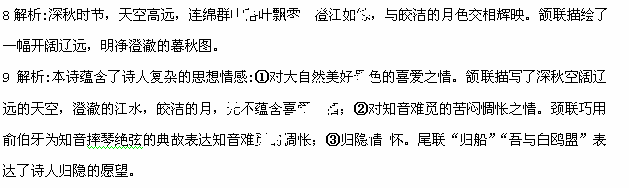 8 解析:深秋时节，天空高远，连绵群山落叶飘零，澄江如练，与皎洁的月色交相辉映。颔联描绘了
一幅开阔辽远，明净澄澈的暮秋图。
9 解析:本诗蕴含了诗人复杂的思想情感:①对大自然美好景色的喜爱之情。颔联描写了深秋空阔辽
远的天空，澄澈的江水，皎洁的月，无不蕴含喜爱之情；②对知音难觅的苦闷惆怅之情。颈联巧用
俞伯牙为知音摔琴绝弦的典故表达知音难觅的惆怅；③归隐情怀。尾联“归船”“吾与白鸥盟”表
达了诗人归隐的愿望。